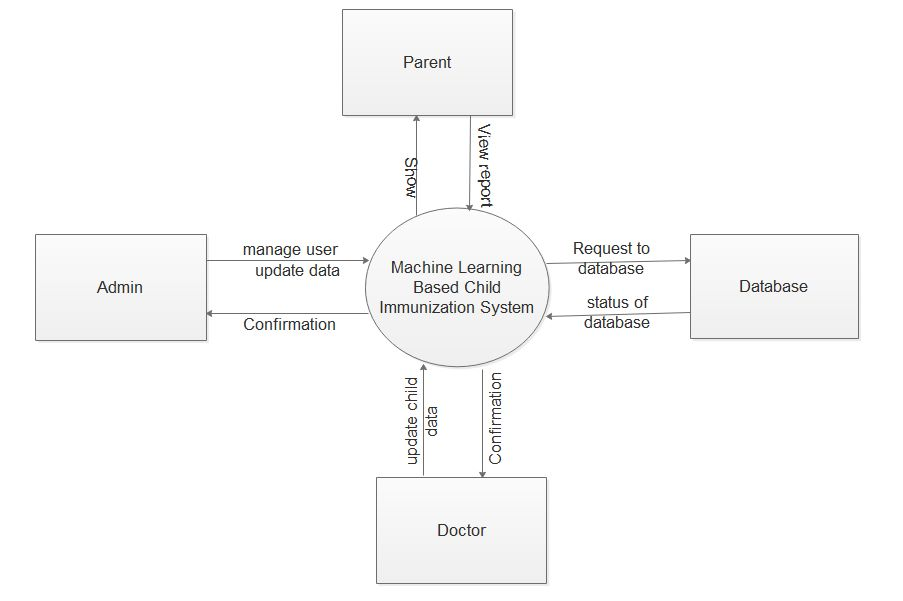 Parent
Show
View report
manage user
update data
Admin
Confirmation
Machine Learning
Based Child
Immunization System
Request to
database
Database
status of
database
update child
data
Confirmation
Doctor